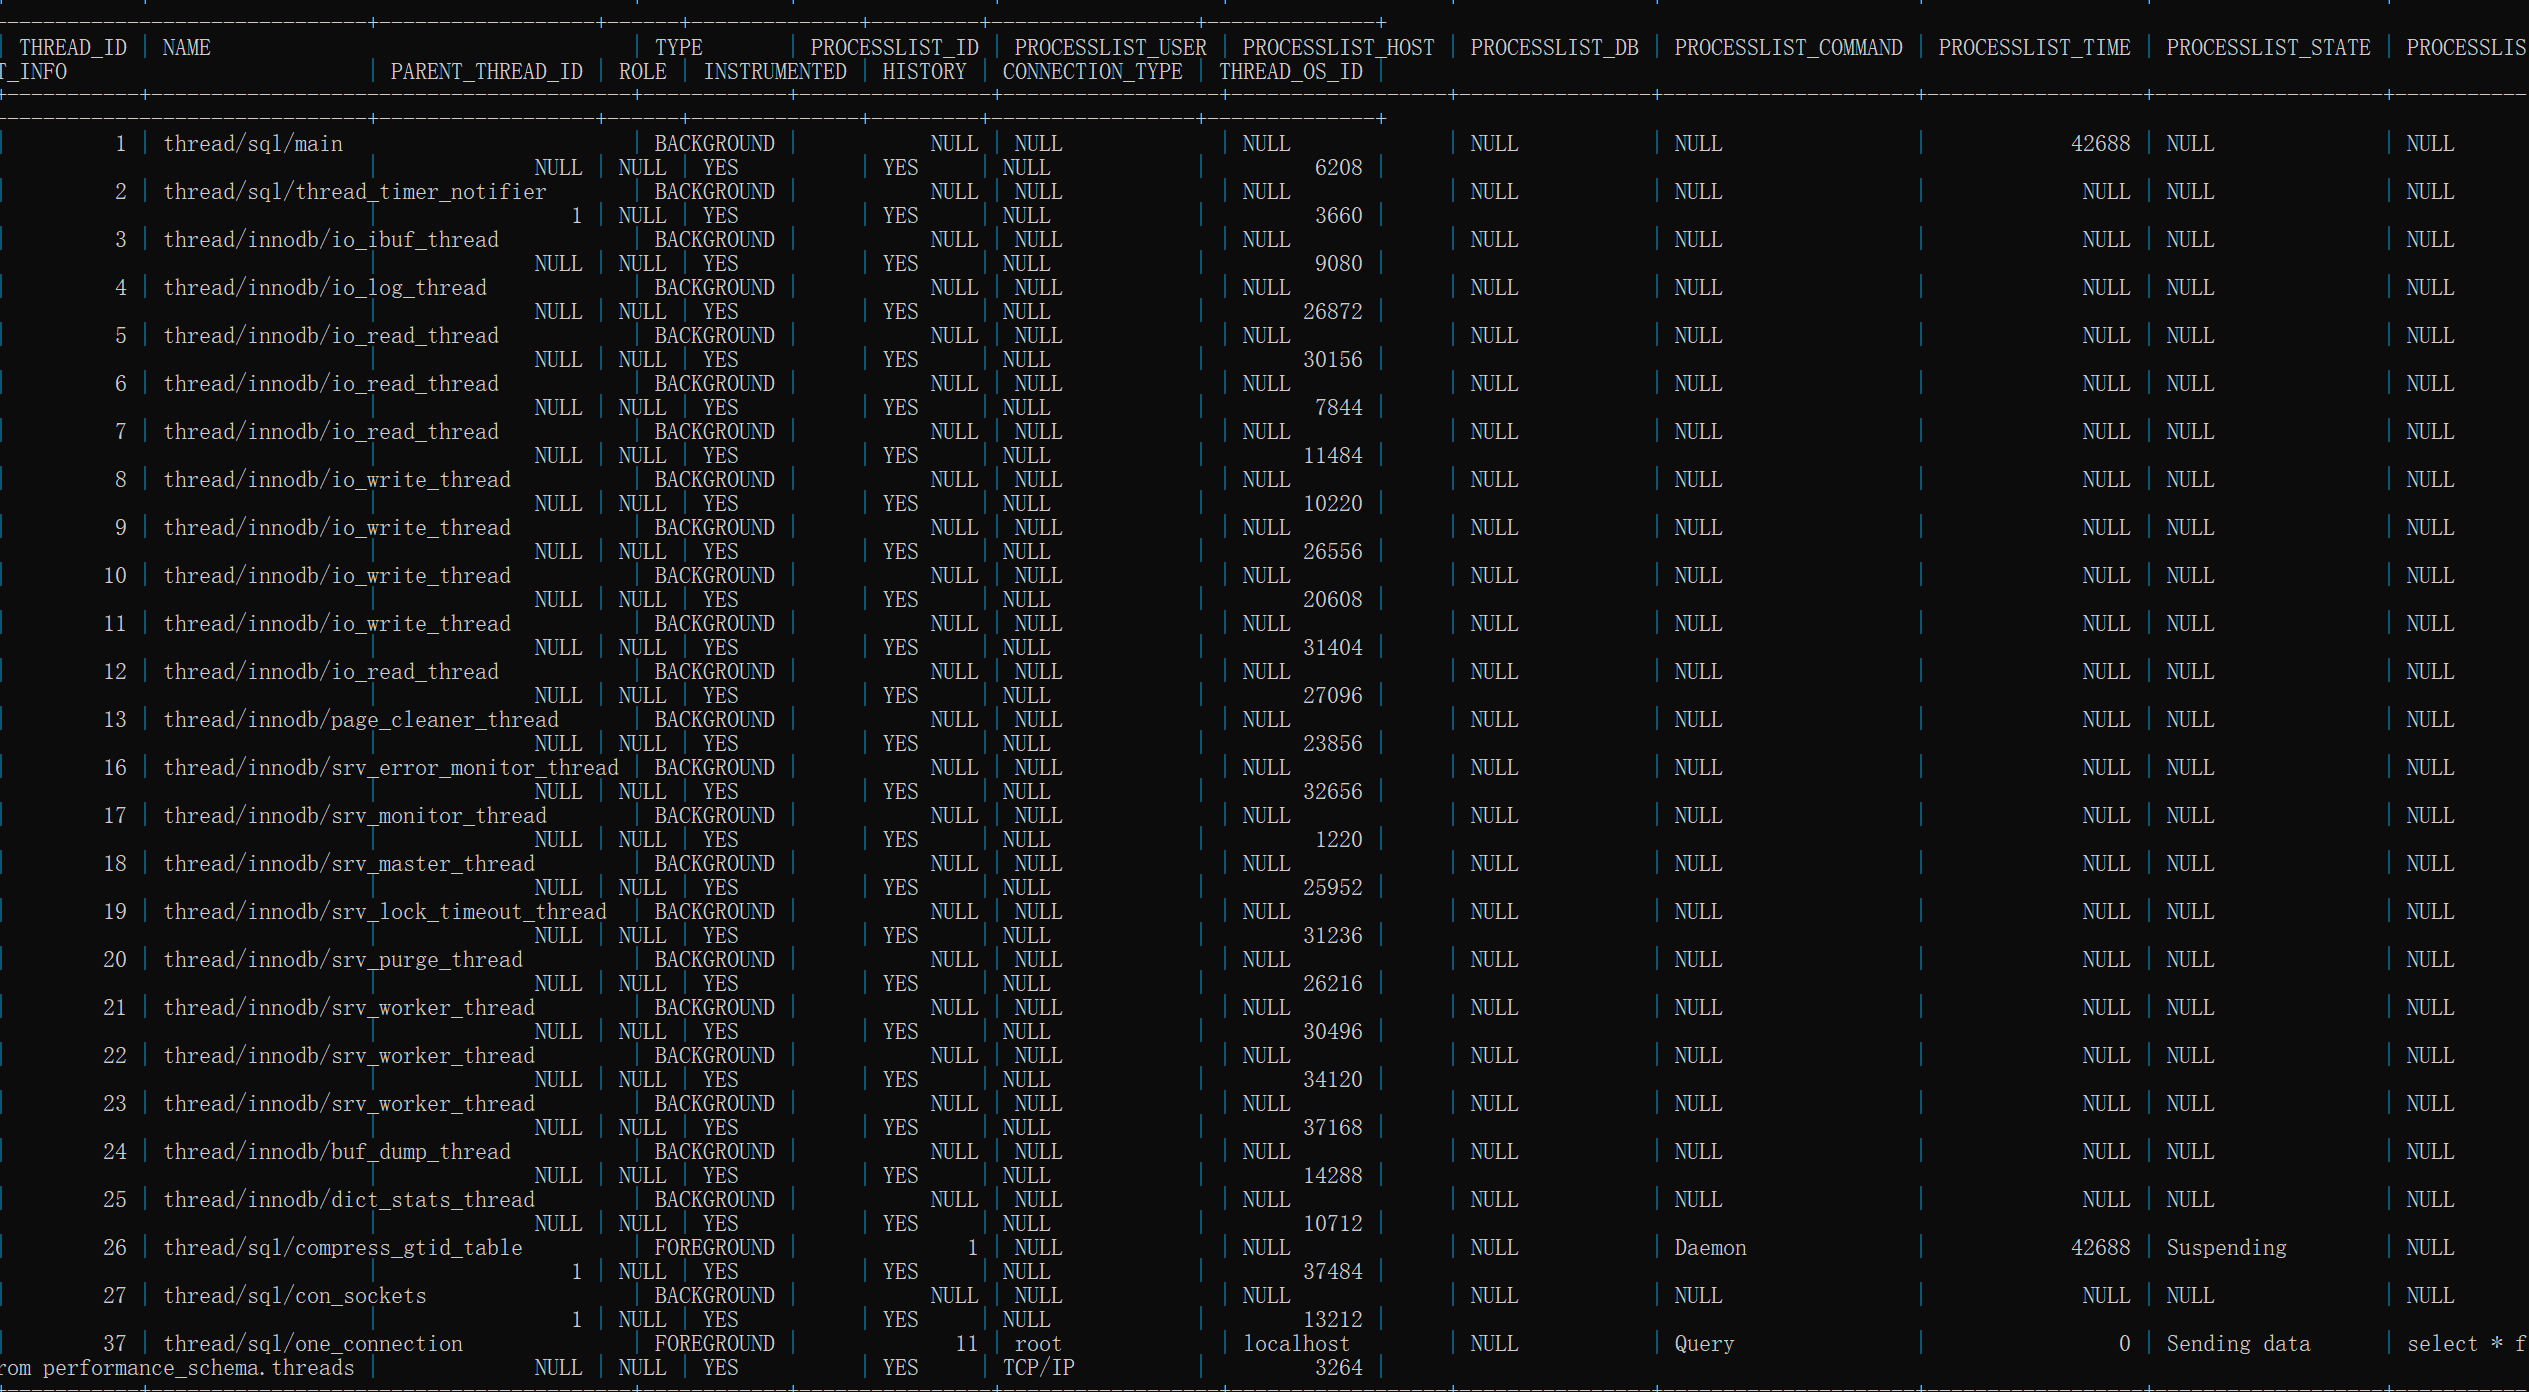 THREAD_ID | NAME | TYPE | PROCESSLIST_ID | PROCESSLIST_USER | PROCESSLIST_HOST | PROCESSLIST_DB | PROCESSLIST_COMMAND | PROCESSLIST_TIME | PROCESSLIST_STATE | PROCESSLIS
T_INFO | PARENT_THREAD_ID | ROLE | INSTRUMENTED | HISTORY | CONNECTION_TYPE | THREAD_OS_ID |
| 1 | thread/sql/main | BACKGROUND | NULL | NULL | NULL | NULL | NULL | 42688 | NULL | NULL
| NULL | NULL | YES | YES | NULL | 6208 |
| 2 | thread/sql/thread_timer_notifier | BACKGROUND | NULL | NULL | NULL | NULL | NULL | NULL | NULL | NULL
| 1 | NULL | YES | YES | NULL | 3660 |
| 3 | thread/innodb/io_ibuf_thread | BACKGROUND | NULL | NULL | NULL | NULL | NULL | NULL | NULL | NULL
| NULL | NULL | YES | YES | NULL | 9080 |
| 4 | thread/innodb/io_log_thread | BACKGROUND | NULL | NULL | NULL | NULL | NULL | NULL | NULL | NULL
| NULL | NULL | YES | YES | NULL | 26872 |
| 5 | thread/innodb/io_read_thread | BACKGROUND | NULL | NULL | NULL | NULL | NULL | NULL | NULL | NULL
| NULL | NULL | YES | YES | NULL | 30156 |
| 6 | thread/innodb/io_read_thread | BACKGROUND | NULL | NULL | NULL | NULL | NULL | NULL | NULL | NULL
| NULL | NULL | YES | YES | NULL | 7844 |
| 7 | thread/innodb/io_read_thread | BACKGROUND | NULL | NULL | NULL | NULL | NULL | NULL | NULL | NULL
| NULL | NULL | YES | YES | NULL | 11484 |
| 8 | thread/innodb/io_write_thread | BACKGROUND | NULL | NULL | NULL | NULL | NULL | NULL | NULL | NULL
| NULL | NULL | YES | YES | NULL | 10220 |
| 9 | thread/innodb/io_write_thread | BACKGROUND | NULL | NULL | NULL | NULL | NULL | NULL | NULL | NULL
| NULL | NULL | YES | YES | NULL | 26556 |
| 10 | thread/innodb/io_write_thread | BACKGROUND | NULL | NULL | NULL | NULL | NULL | NULL | NULL | NULL
| NULL | NULL | YES | YES | NULL | 20608 |
| 11 | thread/innodb/io_write_thread | BACKGROUND | NULL | NULL | NULL | NULL | NULL | NULL | NULL | NULL
| NULL | NULL | YES | YES | NULL | 31404 |
| 12 | thread/innodb/io_read_thread | BACKGROUND | NULL | NULL | NULL | NULL | NULL | NULL | NULL | NULL
| NULL | NULL | YES | YES | NULL | 27096 |
| 13 | thread/innodb/page_cleaner_thread | BACKGROUND | NULL | NULL | NULL | NULL | NULL | NULL | NULL | NULL
| NULL | NULL | YES | YES | NULL | 23856 |
| 16 | thread/innodb/srv_error_monitor_thread | BACKGROUND | NULL | NULL | NULL | NULL | NULL | NULL | NULL | NULL
| NULL | NULL | YES | YES | NULL | 32656 |
| 17 | thread/innodb/srv_monitor_thread | BACKGROUND | NULL | NULL | NULL | NULL | NULL | NULL | NULL | NULL
| NULL | NULL | YES | YES | NULL | 1220 |
| 18 | thread/innodb/srv_master_thread | BACKGROUND | NULL | NULL | NULL | NULL | NULL | NULL | NULL | NULL
| NULL | NULL | YES | YES | NULL | 25952 |
| 19 | thread/innodb/srv_lock_timeout_thread | BACKGROUND | NULL | NULL | NULL | NULL | NULL | NULL | NULL | NULL
| NULL | NULL | YES | YES | NULL | 31236 |
| 20 | thread/innodb/srv_purge_thread | BACKGROUND | NULL | NULL | NULL | NULL | NULL | NULL | NULL | NULL
| NULL | NULL | YES | YES | NULL | 26216 |
| 21 | thread/innodb/srv_worker_thread | BACKGROUND | NULL | NULL | NULL | NULL | NULL | NULL | NULL | NULL
| NULL | NULL | YES | YES | NULL | 30496 |
| 22 | thread/innodb/srv_worker_thread | BACKGROUND | NULL | NULL | NULL | NULL | NULL | NULL | NULL | NULL
| NULL | NULL | YES | YES | NULL | 34120 |
| 23 | thread/innodb/srv_worker_thread | BACKGROUND | NULL | NULL | NULL | NULL | NULL | NULL | NULL | NULL
| NULL | NULL | YES | YES | NULL | 37168 |
| 24 | thread/innodb/buf_dump_thread | BACKGROUND | NULL | NULL | NULL | NULL | NULL | NULL | NULL | NULL
| NULL | NULL | YES | YES | NULL | 14288 |
| 25 | thread/innodb/dict_stats_thread | BACKGROUND | NULL | NULL | NULL | NULL | NULL | NULL | NULL | NULL
| NULL | NULL | YES | YES | NULL | 10712 |
| 26 | thread/sql/compress_gtid_table | FOREGROUND | 1 | NULL | NULL | NULL | Daemon | 42688 | Suspending | NULL
| 1 | NULL | YES | YES | NULL | 37484 |
| 27 | thread/sql/con_sockets | BACKGROUND | NULL | NULL | NULL | NULL | NULL | NULL | NULL | NULL
| 1 | NULL | YES | YES | NULL | 13212 |
| 37 | thread/sql/one_connection | FOREGROUND | 11 | root | localhost | NULL | Query | 0 | Sending data | select * f
rom performance_schema.threads | NULL | NULL | YES | YES | TCP/IP | 3264 |